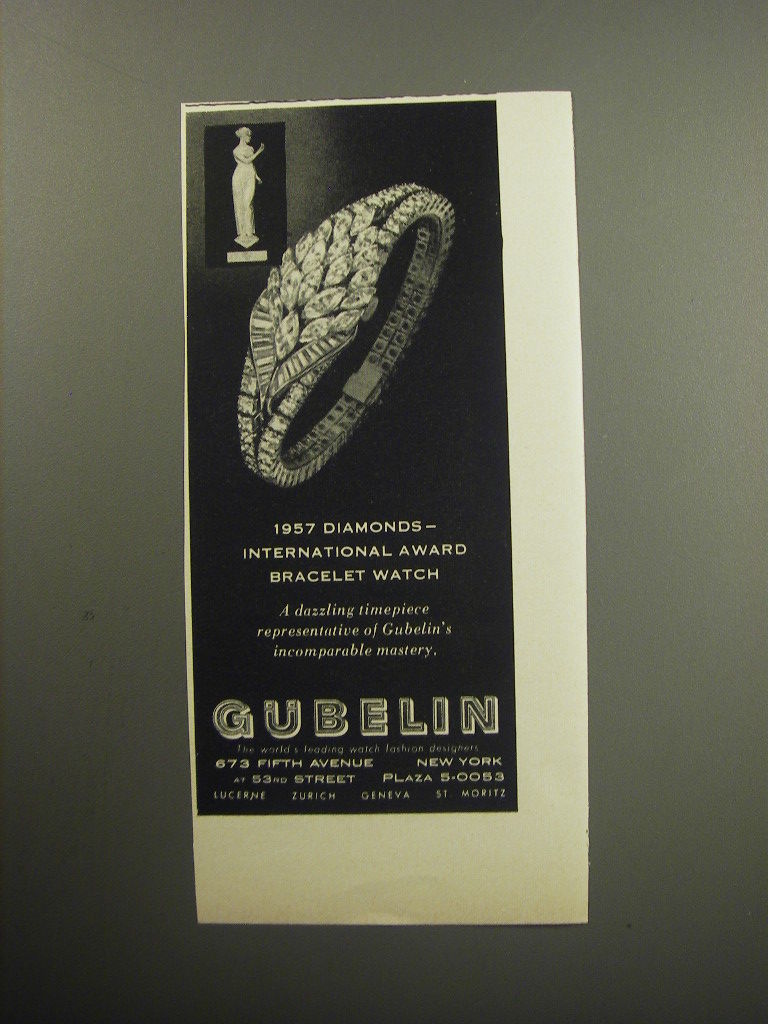 1957 DIAMONDS–
INTERNATIONAL AWARD
BRACELET WATCH
A dazzling timepiece
representative of Gubelin's
incomparable mastery.
GÜBELIN
The world's leading watch fashion designers
673 FIFTH AVENUE NEW YORK
AT 53RD STREET PLAZA 5-0053
LUCERNE ZURICH GENEVA ST. MORITZ